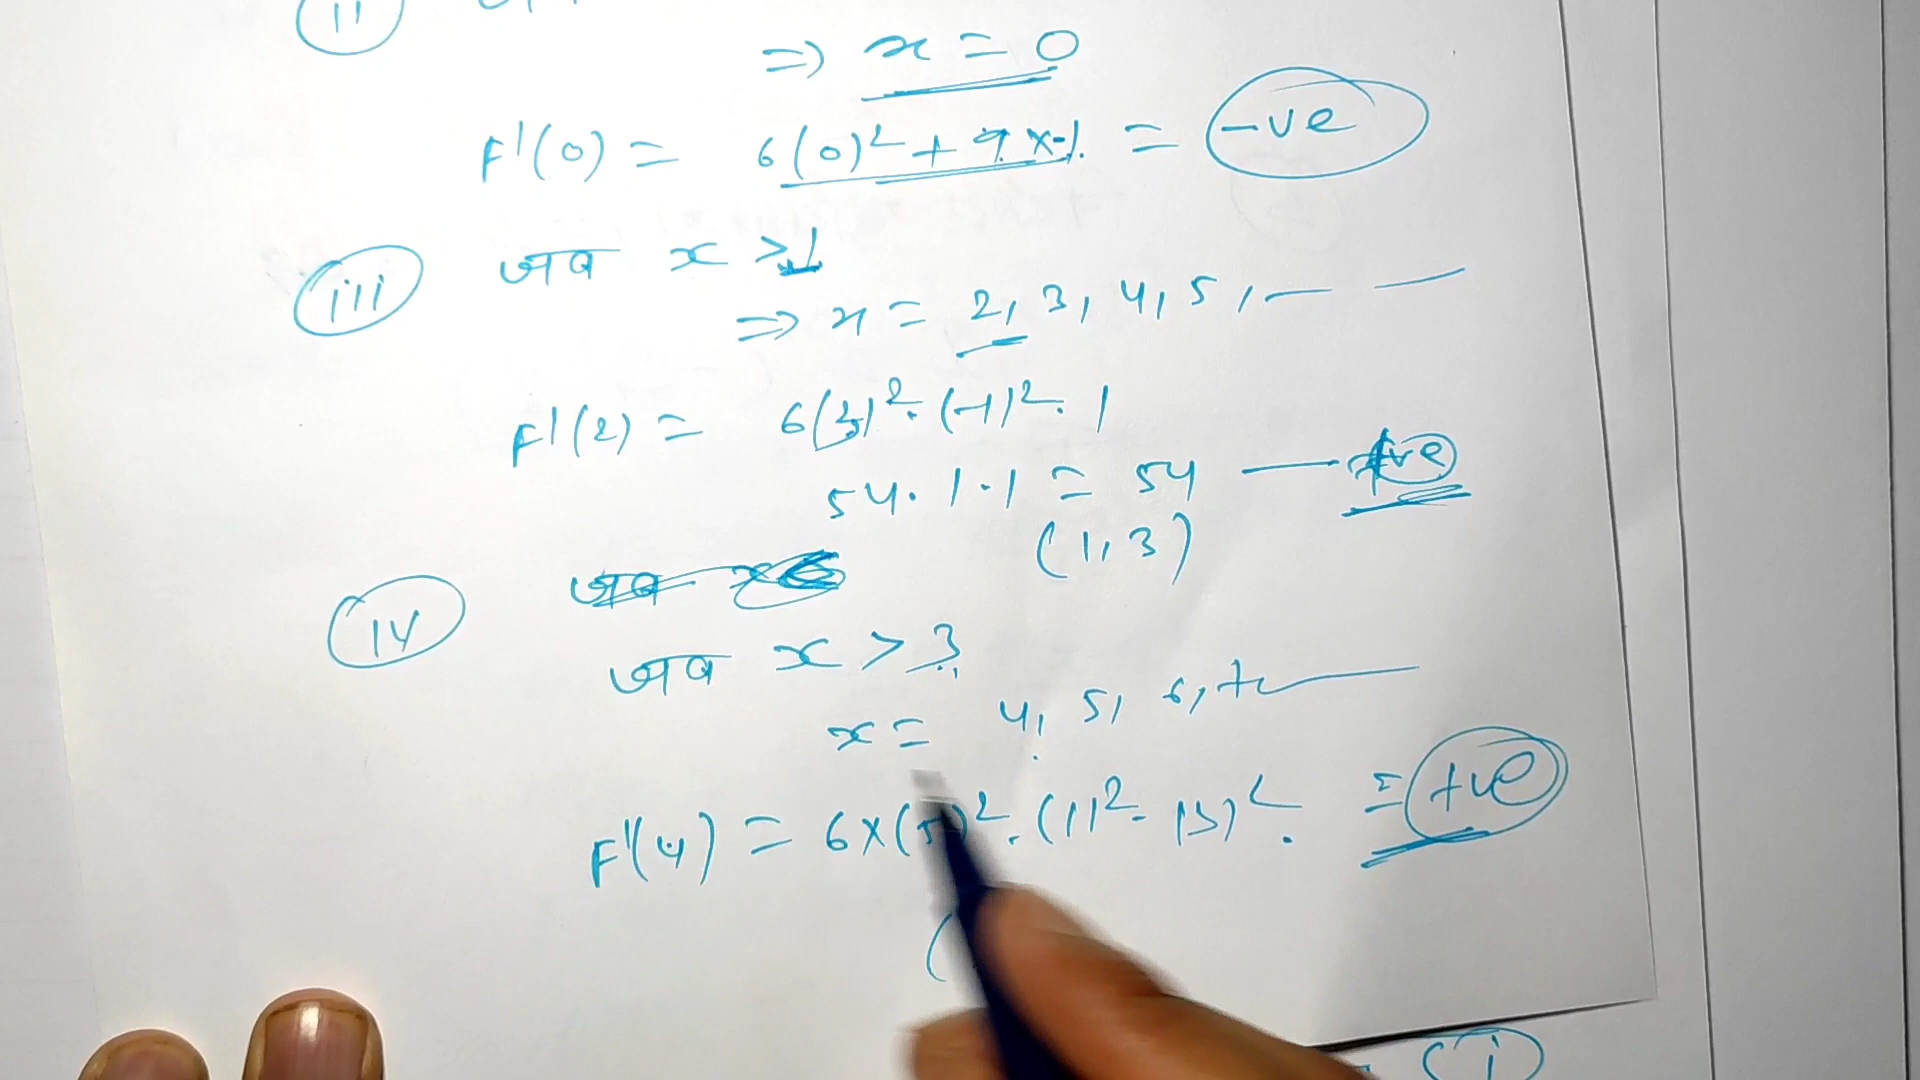 ii
⇒ x = 0
F'(0) = 6(0)² + 9 x-1 = -ve
iii जब x > 1
⇒ x = 2, 3, 4, 5, — —
F'(2) = 6(3)². (-1)². 1
54. 1. 1 = 54 — +ve
(1, 3)
iv
जब x > 3
x = 4, 5, 6, 7
F'(4) = 6x(5)². (1)². (3)². = +ve
(
i